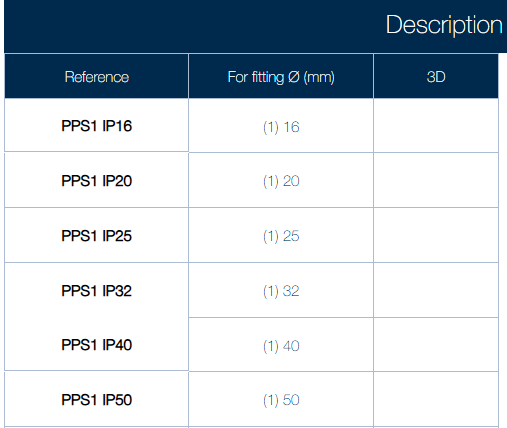 Description
Reference For fitting Ø (mm) 3D
PPS1 IP16 (1) 16
PPS1 IP20 (1) 20
PPS1 IP25 (1) 25
PPS1 IP32 (1) 32
PPS1 IP40 (1) 40
PPS1 IP50 (1) 50